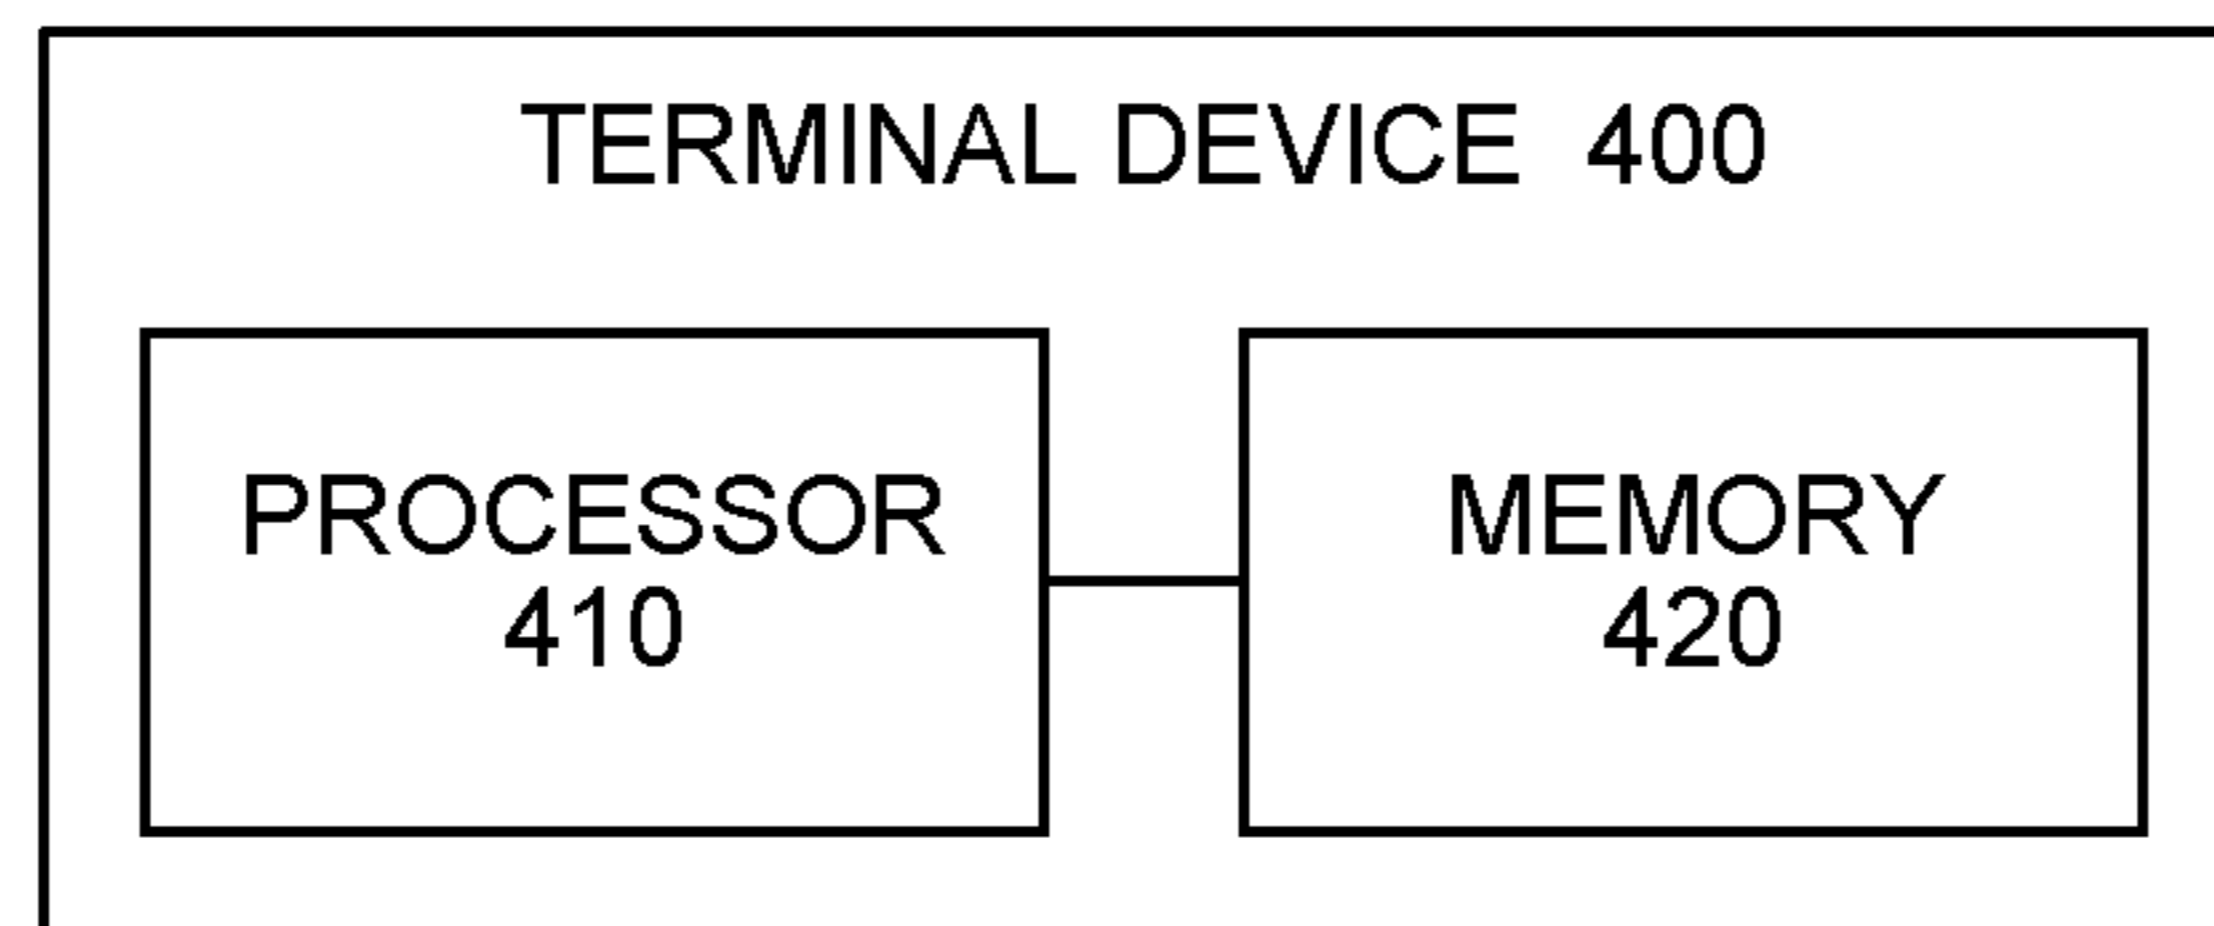 TERMINAL DEVICE 400
PROCESSOR
410
MEMORY
420